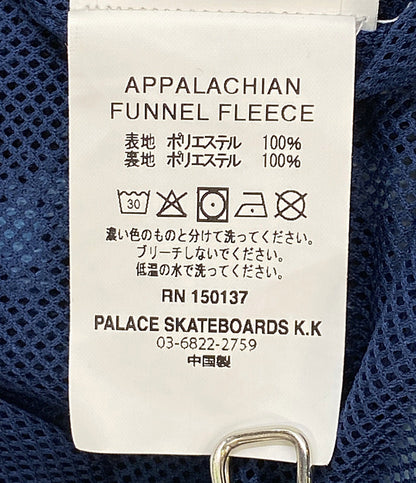 APPALACHIAN
FUNNEL FLEECE
表地 ポリエステル 100%
裏地 ポリエステル 100%
30
濃い色のものと分けて洗ってください。
ブリーチしないでください。
低温の水で洗ってください。
RN 150137
PALACE SKATEBOARDS K.K
03-6822-2759
中国製